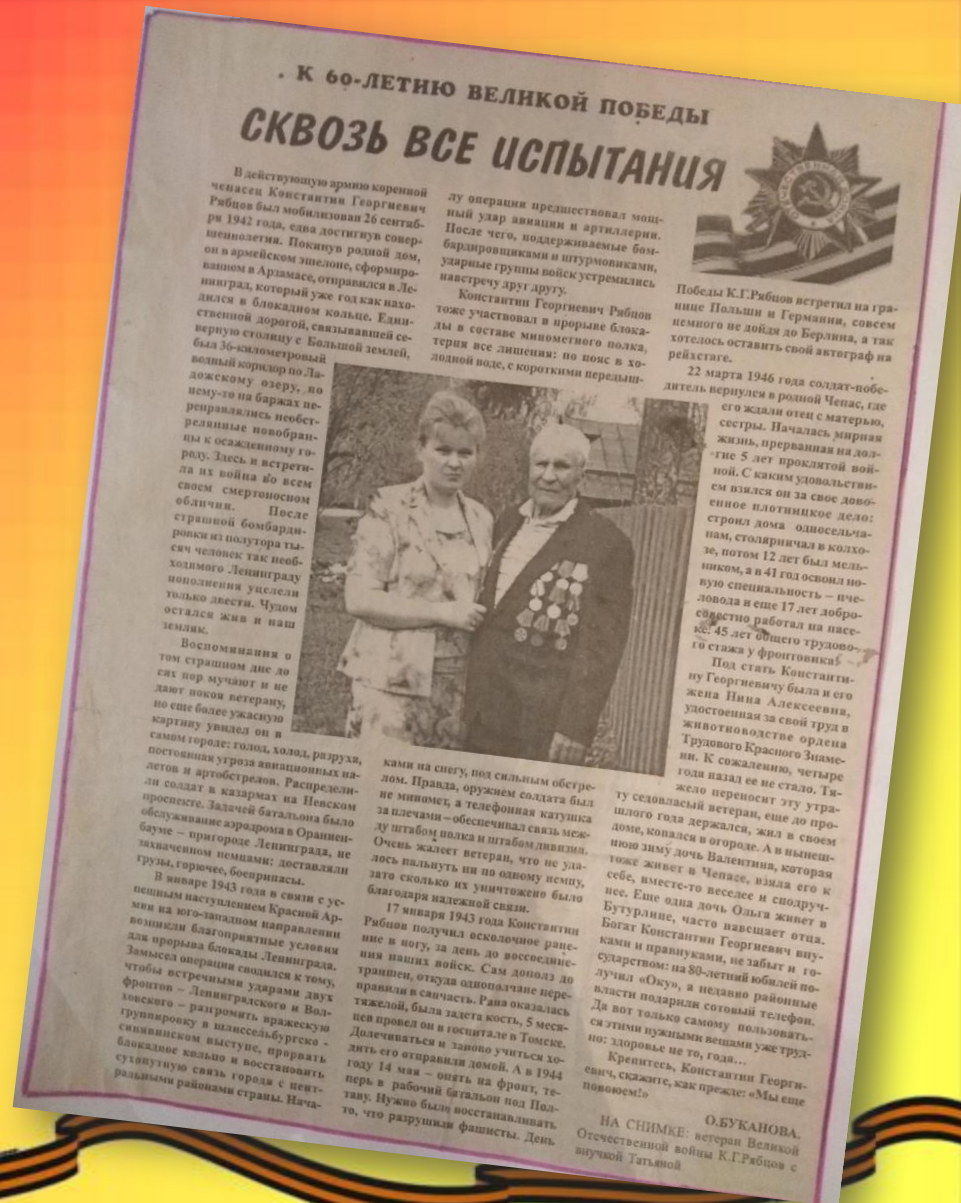 К 60-ЛЕТИЮ ВЕЛИКОЙ ПОБЕДЫ
СКВОЗЬ ВСЕ ИСПЫТАНИЯ
В действующую армию коренной
чепасец Константин Георгиевич
Рябцов был мобилизован 26 сентяб-
ря 1942 года, едва достигнув совер-
шеннолетия. Покинув родной дом,
он в армейском эшелоне, сформиро-
ванном в Арзамасе, отправился в Ле-
нинград, который уже год как нахо-
дился в блокадном кольце. Един-
ственной дорогой, связывавшей се-
верную столицу с Большой землей,
был 36-километровый
водный коридор по Ла-
дожскому озеру, по
нему-то на баржах пе-
реправлялись необст-
релянные новобран-
цы к осажденному го-
роду. Здесь и встрети-
ла их война во всем
своем смертоносном
обличии. После
страшной бомбарди-
ровки из полутора ты-
сяч человек так необ-
ходимого Ленинграду
пополнения уцелели
только двести. Чудом
остался жив и наш
земляк.
Воспоминания о
том страшном дне до
сих пор мучают и не
дают покоя ветерану,
но еще более ужасную
картину увидел он в
самом городе: голод, холод, разруха,
постоянная угроза авиационных на-
летов и артобстрелов. Распредели-
ли солдат в казармах на Невском
проспекте. Задачей батальона было
обслуживание аэродрома в Ораниен-
бауме – пригороде Ленинграда, не
захваченном немцами: доставляли
грузы, горючее, боеприпасы.
В январе 1943 года в связи с ус-
пешным наступлением Красной Ар-
мии на юго-западном направлении
возникли благоприятные условия
для прорыва блокады Ленинграда.
Замысел операции сводился к тому,
чтобы встречными ударами двух
фронтов – Ленинградского и Вол-
ховского – разгромить вражескую
группировку в шлиссельбургско -
синявинском выступе, прорвать
блокадное кольцо и восстановить
сухопутную связь города с цент-
ральными районами страны. Нача-
лу операции предшествовал мощ-
ный удар авиации и артиллерии.
После чего, поддерживаемые бом-
бардировщиками и штурмовиками,
ударные группы войск устремились
навстречу друг другу.
Константин Георгиевич Рябцов
тоже участвовал в прорыве блока-
ды в составе минометного полка,
терпя все лишения: по пояс в хо-
лодной воде, с короткими передыш-
ками на снегу, под сильным обстре-
лом. Правда, оружием солдата был
не миномет, а телефонная катушка
за плечами – обеспечивал связь меж-
ду штабом полка и штабом дивизии.
Очень жалеет ветеран, что не уда-
лось пальнуть ни по одному немцу,
зато сколько их уничтожено было
благодаря надежной связи.
17 января 1943 года Константин
Рябцов получил осколочное ране-
ние в ногу, за день до воссоедине-
ния наших войск. Сам дополз до
траншеи, откуда однополчане пере-
правили в санчасть. Рана оказалась
тяжелой, была задета кость, 5 меся-
цев провел он в госпитале в Томске.
Долечиваться и заново учиться хо-
дить его отправили домой. А в 1944
году 14 мая – опять на фронт, те-
перь в рабочий батальон под Пол-
таву. Нужно было восстанавливать
то, что разрушили фашисты. День
Победы К.Г.Рябцов встретил на гра-
нице Польши и Германии, совсем
немного не дойдя до Берлина, а так
хотелось оставить свой автограф на
рейхстаге.
22 марта 1946 года солдат-побе-
дитель вернулся в родной Чепас, где
его ждали отец с матерью,
сестры. Началась мирная
жизнь, прерванная на дол-
гие 5 лет проклятой вой-
ной. С каким удовольстви-
ем взялся он за свое дово-
енное плотницкое дело:
строил дома односельча-
нам, столярничал в колхо-
зе, потом 12 лет был мель-
ником, а в 41 год освоил но-
вую специальность – пче-
ловода и еще 17 лет добро-
совестно работал на пасе-
ке. 45 лет общего трудово-
го стажа у фронтовика!
Под стать Константи-
ну Георгиевичу была и его
жена Нина Алексеевна,
удостоенная за свой труд в
животноводстве ордена
Трудового Красного Знаме-
ни. К сожалению, четыре
года назад ее не стало. Тя-
жело переносит эту утра-
ту седовласый ветеран, еще до про-
шлого года держался, жил в своем
доме, копался в огороде. А в нынеш-
нюю зиму дочь Валентина, которая
тоже живет в Чепасе, взяла его к
себе, вместе-то веселее и сподруч-
нее. Еще одна дочь Ольга живет в
Бутурлине, часто навещает отца.
Богат Константин Георгиевич вну-
ками и правнуками, не забыт и го-
сударством: на 80-летний юбилей по-
лучил «Оку», а недавно районные
власти подарили сотовый телефон.
Да вот только самому пользовать-
ся этими нужными вещами уже труд-
но: здоровье не то, года...
Крепитесь, Константин Георги-
евич, скажите, как прежде: «Мы еще
повоюем!»
О.БУКАНОВА.
НА СНИМКЕ: ветеран Великой
Отечественной войны К.Г.Рябцов с
внучкой Татьяной